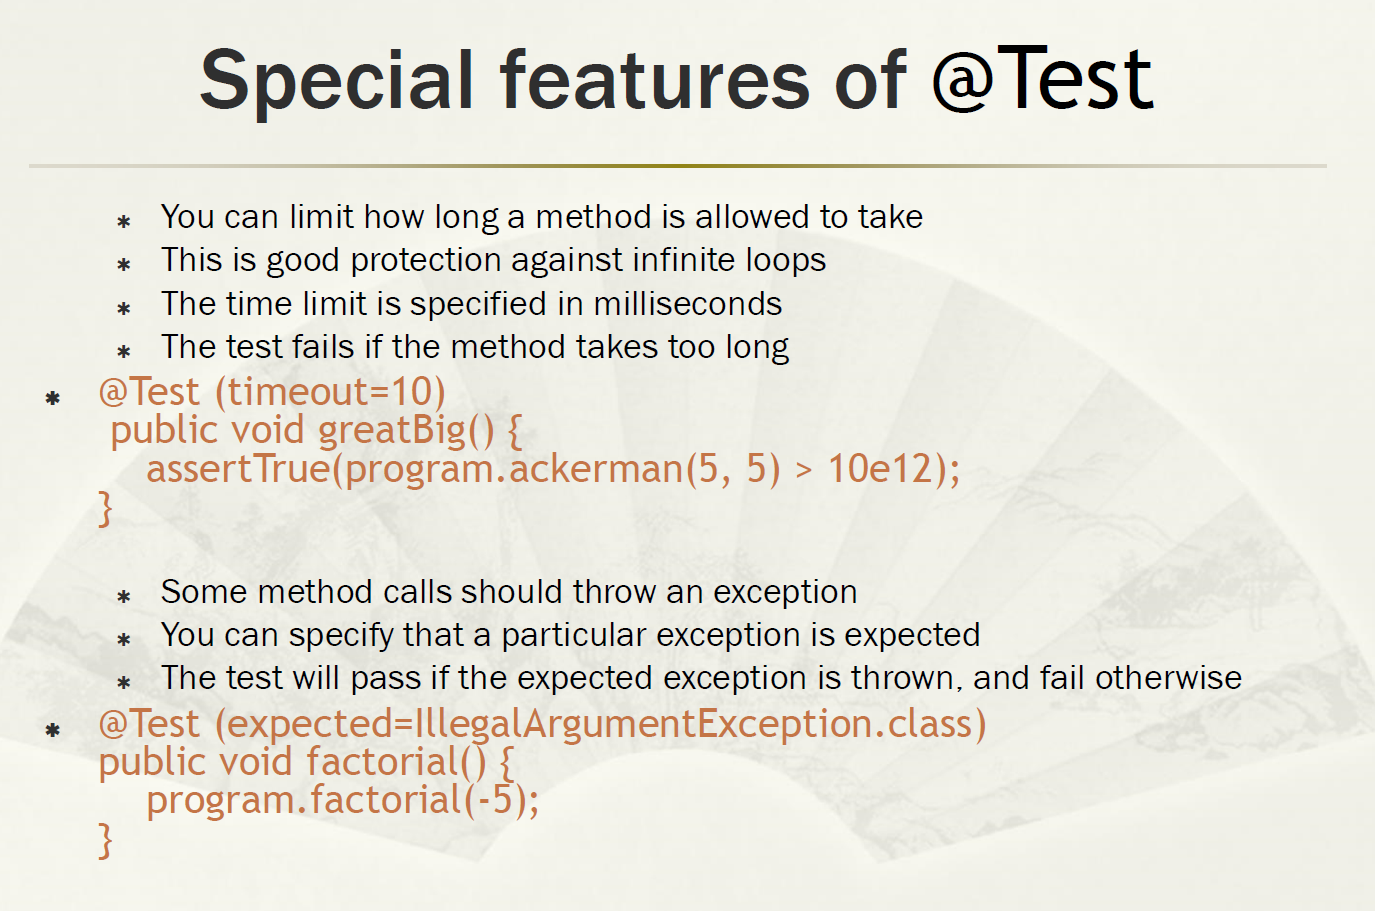 Special features of @Test
* You can limit how long a method is allowed to take
* This is good protection against infinite loops
* The time limit is specified in milliseconds
* The test fails if the method takes too long
* @Test (timeout=10)
public void greatBig() {
assertTrue(program.ackerman(5, 5) > 10e12);
}
* Some method calls should throw an exception
* You can specify that a particular exception is expected
* The test will pass if the expected exception is thrown, and fail otherwise
* @Test (expected=IllegalArgumentException.class)
public void factorial() {
program.factorial(-5);
}